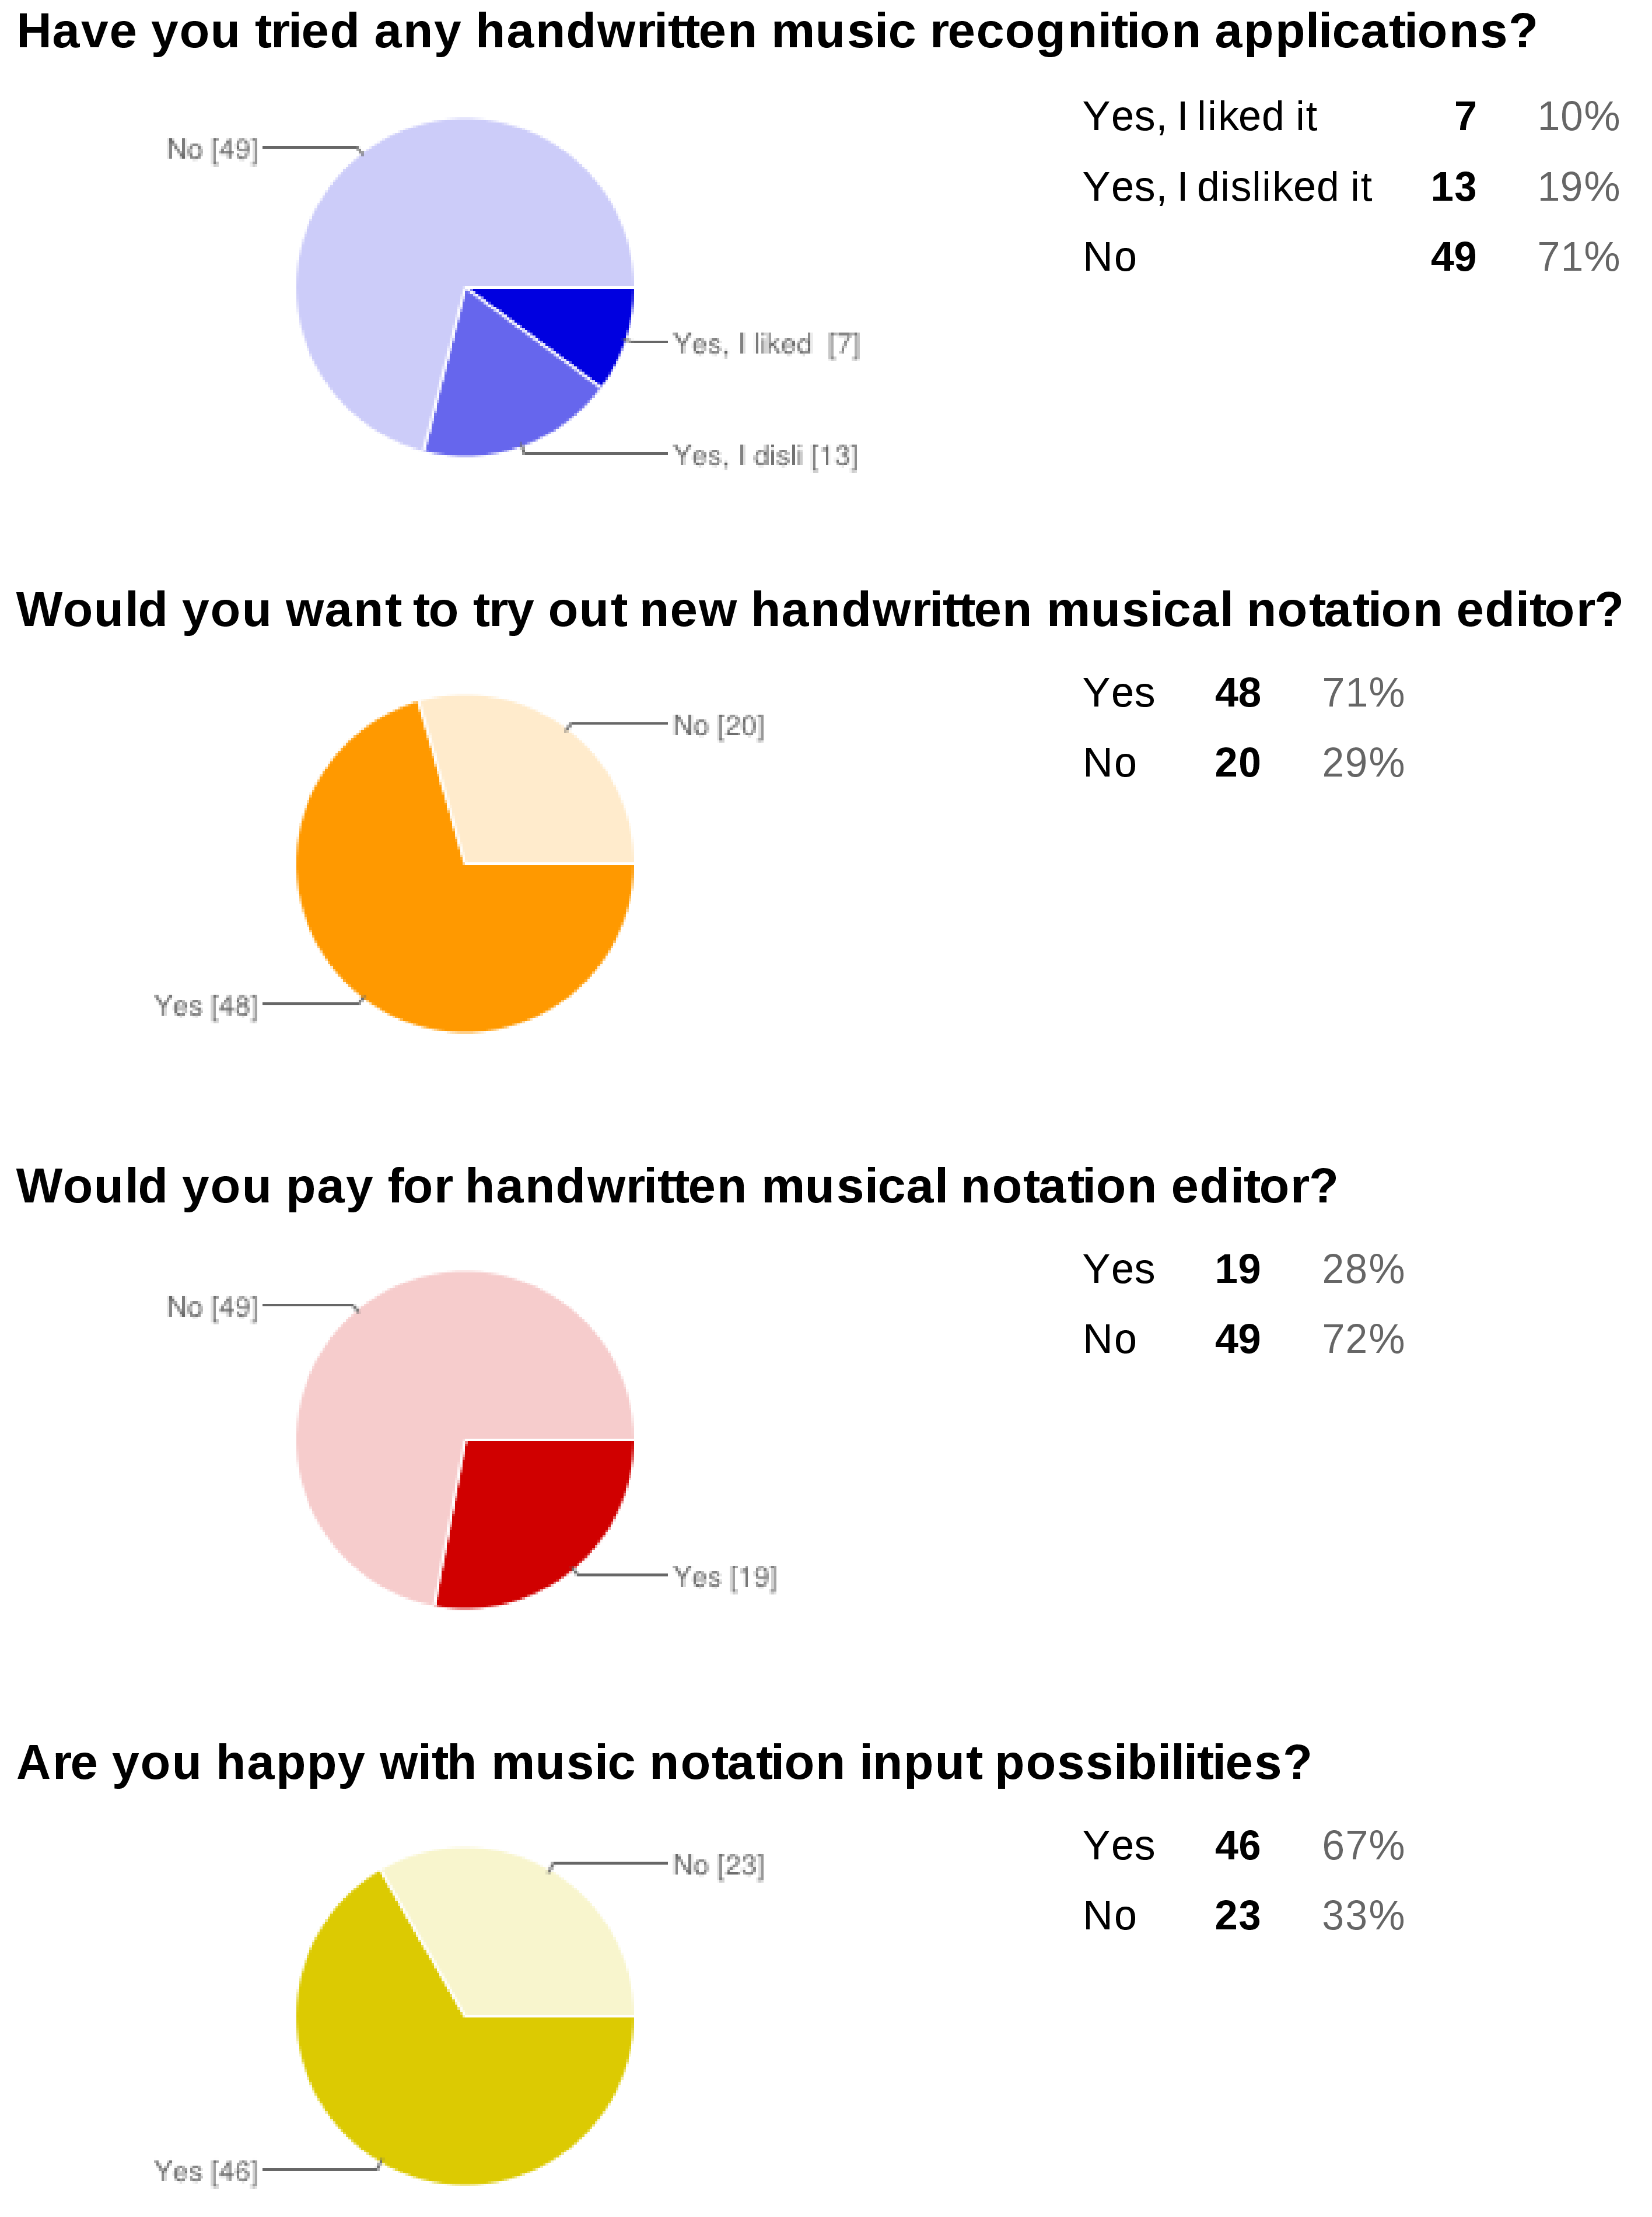 Have you tried any handwritten music recognition applications?
No [49]
Yes, I liked  [7]
Yes, I disli [13]
Yes, I liked it 7 10%
Yes, I disliked it 13 19%
No 49 71%
Would you want to try out new handwritten musical notation editor?
No [20]
Yes [48]
Yes 48 71%
No 20 29%
Would you pay for handwritten musical notation editor?
No [49]
Yes [19]
Yes 19 28%
No 49 72%
Are you happy with music notation input possibilities?
No [23]
Yes [46]
Yes 46 67%
No 23 33%